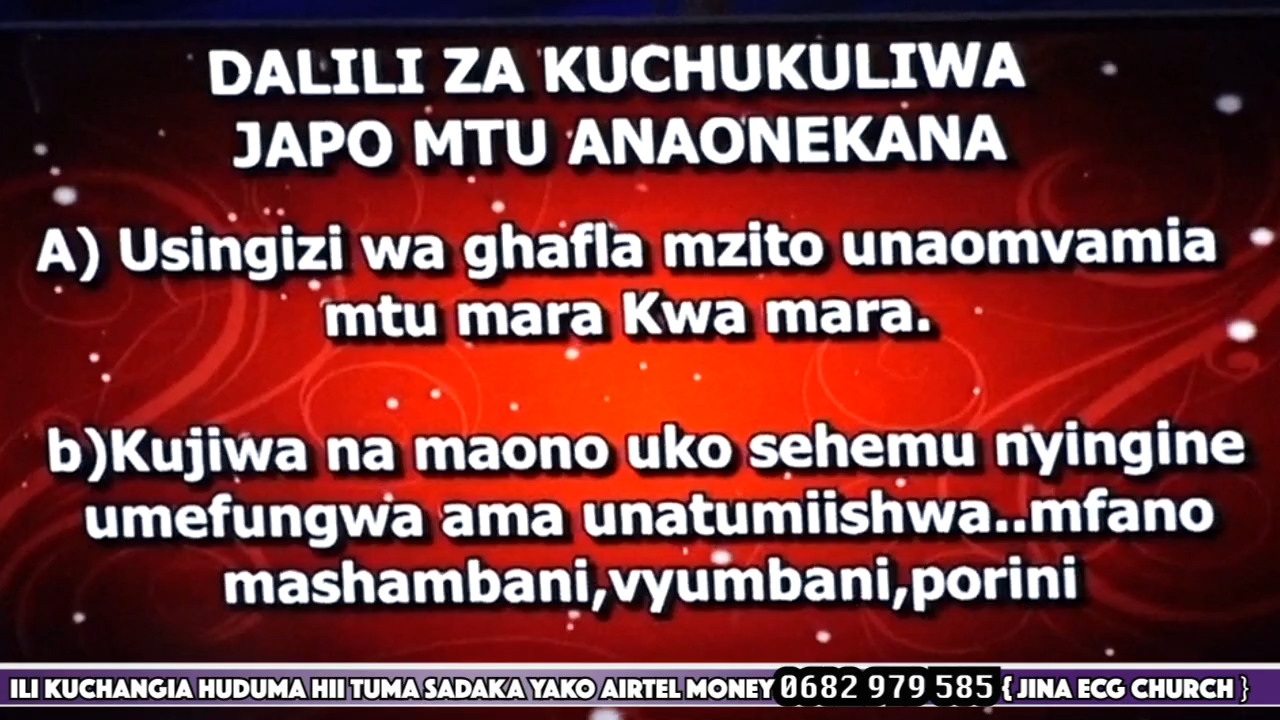 DALILI ZA KUCHUKULIWA
JAPO MTU ANAONEKANA
A) Usingizi wa ghafla mzito unaomvamia
mtu mara Kwa mara.
b)Kujiwa na maono uko sehemu nyingine
umefungwa ama unatumiishwa..mfano
mashambani,vyumbani,porini
ILI KUCHANGIA HUDUMA HII TUMA SADAKA YAKO AIRTEL MONEY 0682 979 585 { JINA ECG CHURCH }